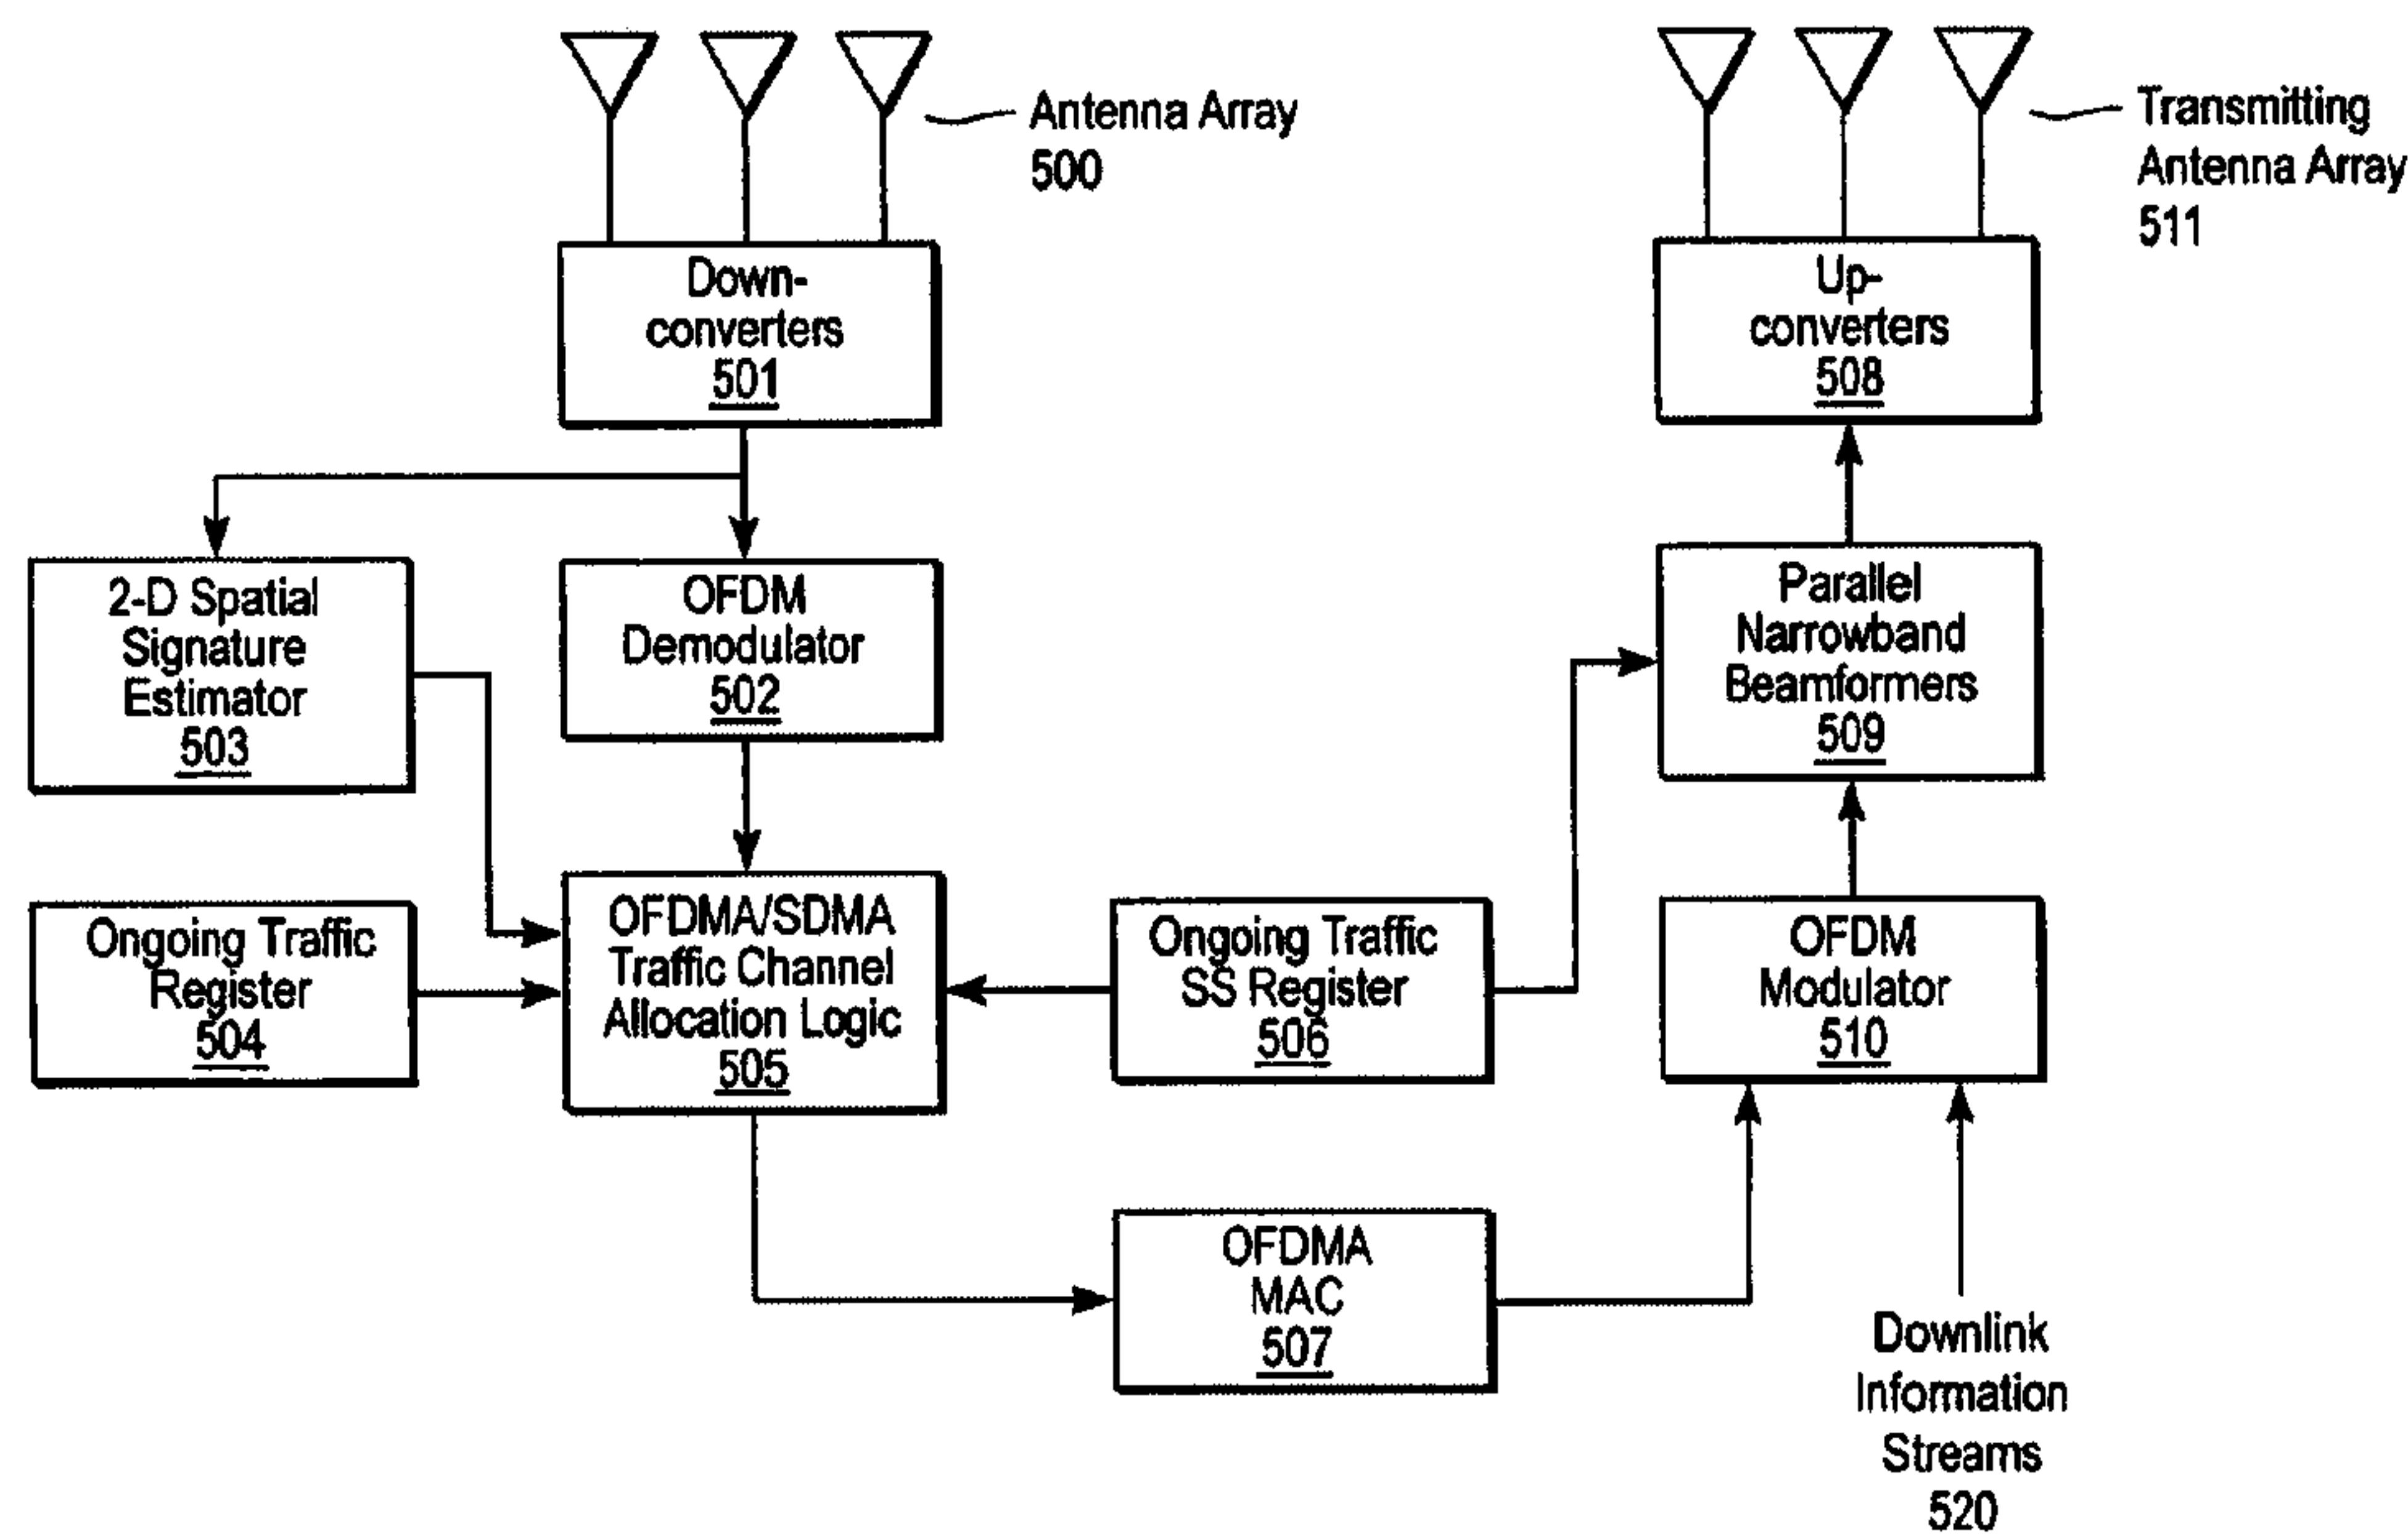 Antenna Array
500
Transmitting
Antenna Array
511
Down-
converters
501
Up-
converters
508
2-D Spatial
Signature
Estimator
503
OFDM
Demodulator
502
Parallel
Narrowband
Beamformers
509
Ongoing Traffic
Register
504
OFDMA/SDMA
Traffic Channel
Allocation Logic
505
Ongoing Traffic
SS Register
506
OFDM
Modulator
510
OFDMA
MAC
507
Downlink
Information
Streams
520